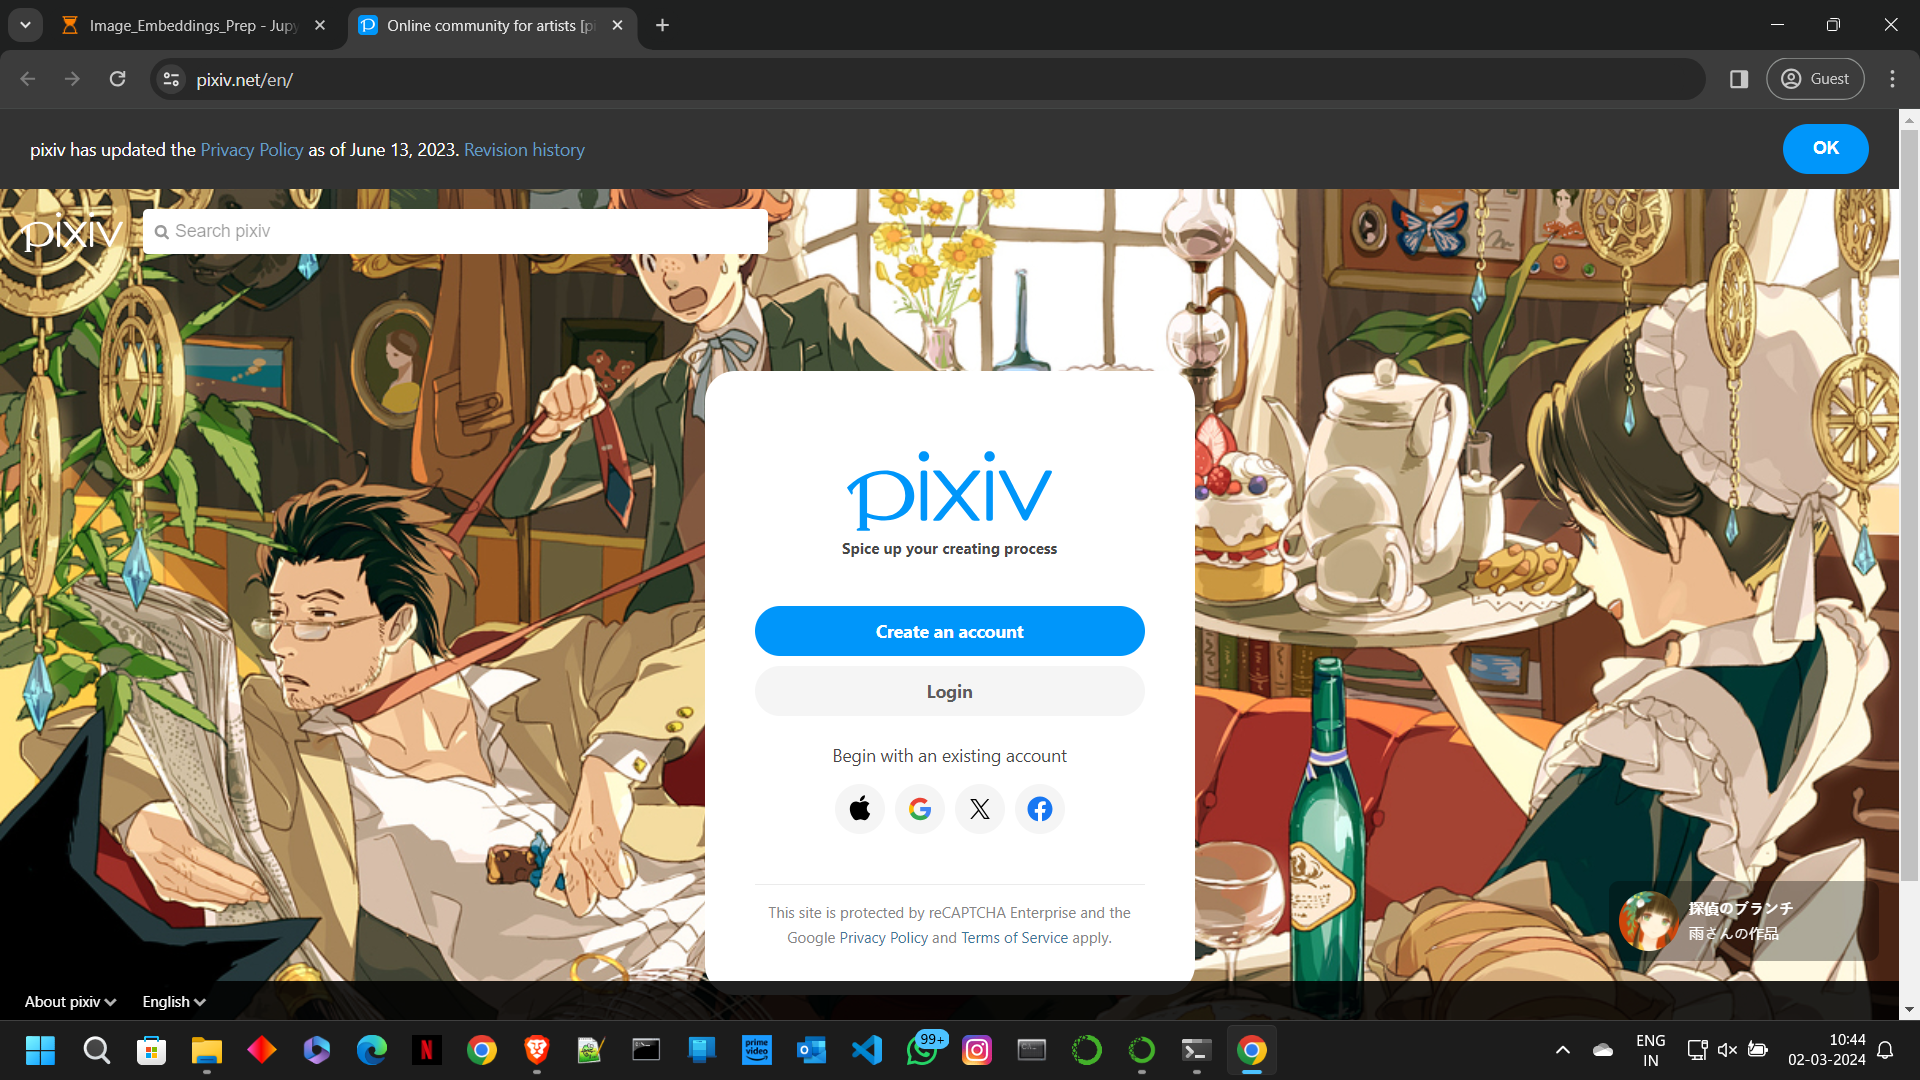 Image_Embeddings_Prep - Jupy
Online community for artists [pi
pixiv.net/en/
Guest
pixiv has updated the Privacy Policy as of June 13, 2023. Revision history
OK
pixiv
Search pixiv
pixiv
Spice up your creating process
Create an account
Login
Begin with an existing account
This site is protected by reCAPTCHA Enterprise and the
Google Privacy Policy and Terms of Service apply.
探偵のブランチ
雨さんの作品
About pixiv
English
prime
video
99+
ENG
IN
10:44
02-03-2024